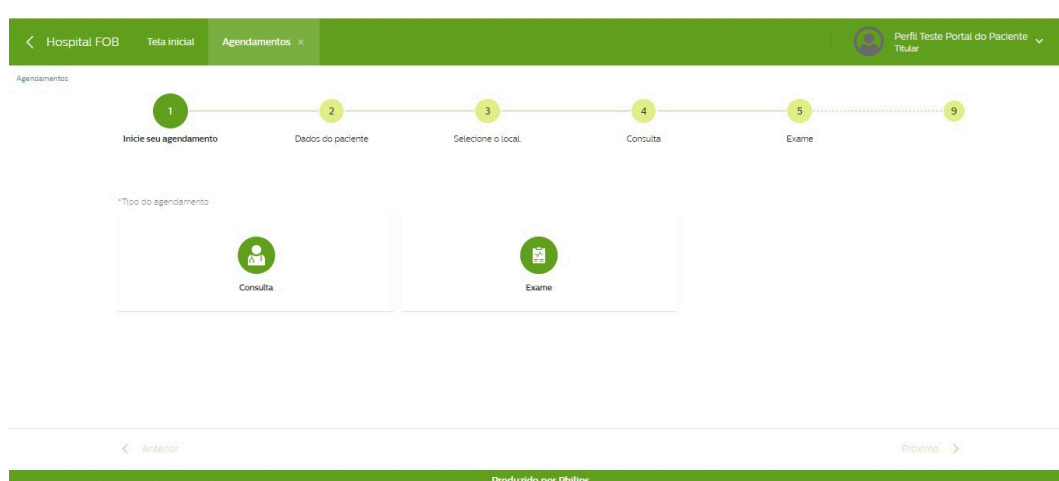 Hospital FOB Tela inicial Agendamentos × Perfil Teste Portal do Paciente
Titular
Agendamentos
1 2 3 4 5 9
Inicie seu agendamento Dados do paciente Selecione o local. Consulta Exame
*Tipo do agendamento
Consulta Exame
Anterior Próximo
Produzido por Philips